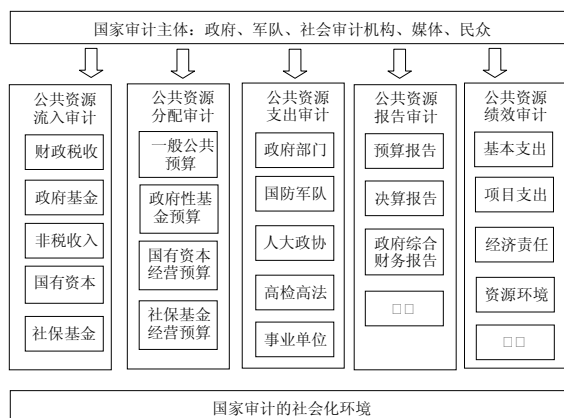 国家审计主体：政府、军队、社会审计机构、媒体、民众
公共资源
流入审计
财政税收
政府基金
非税收入
国有资本
社保基金
公共资源
分配审计
一般公共
预算
政府性基
金预算
国有资本
经营预算
社保基金
经营预算
公共资源
支出审计
政府部门
国防军队
人大政协
高检高法
事业单位
公共资源
报告审计
预算报告
决算报告
政府综合
财务报告
□□
公共资源
绩效审计
基本支出
项目支出
经济责任
资源环境
□□
国家审计的社会化环境